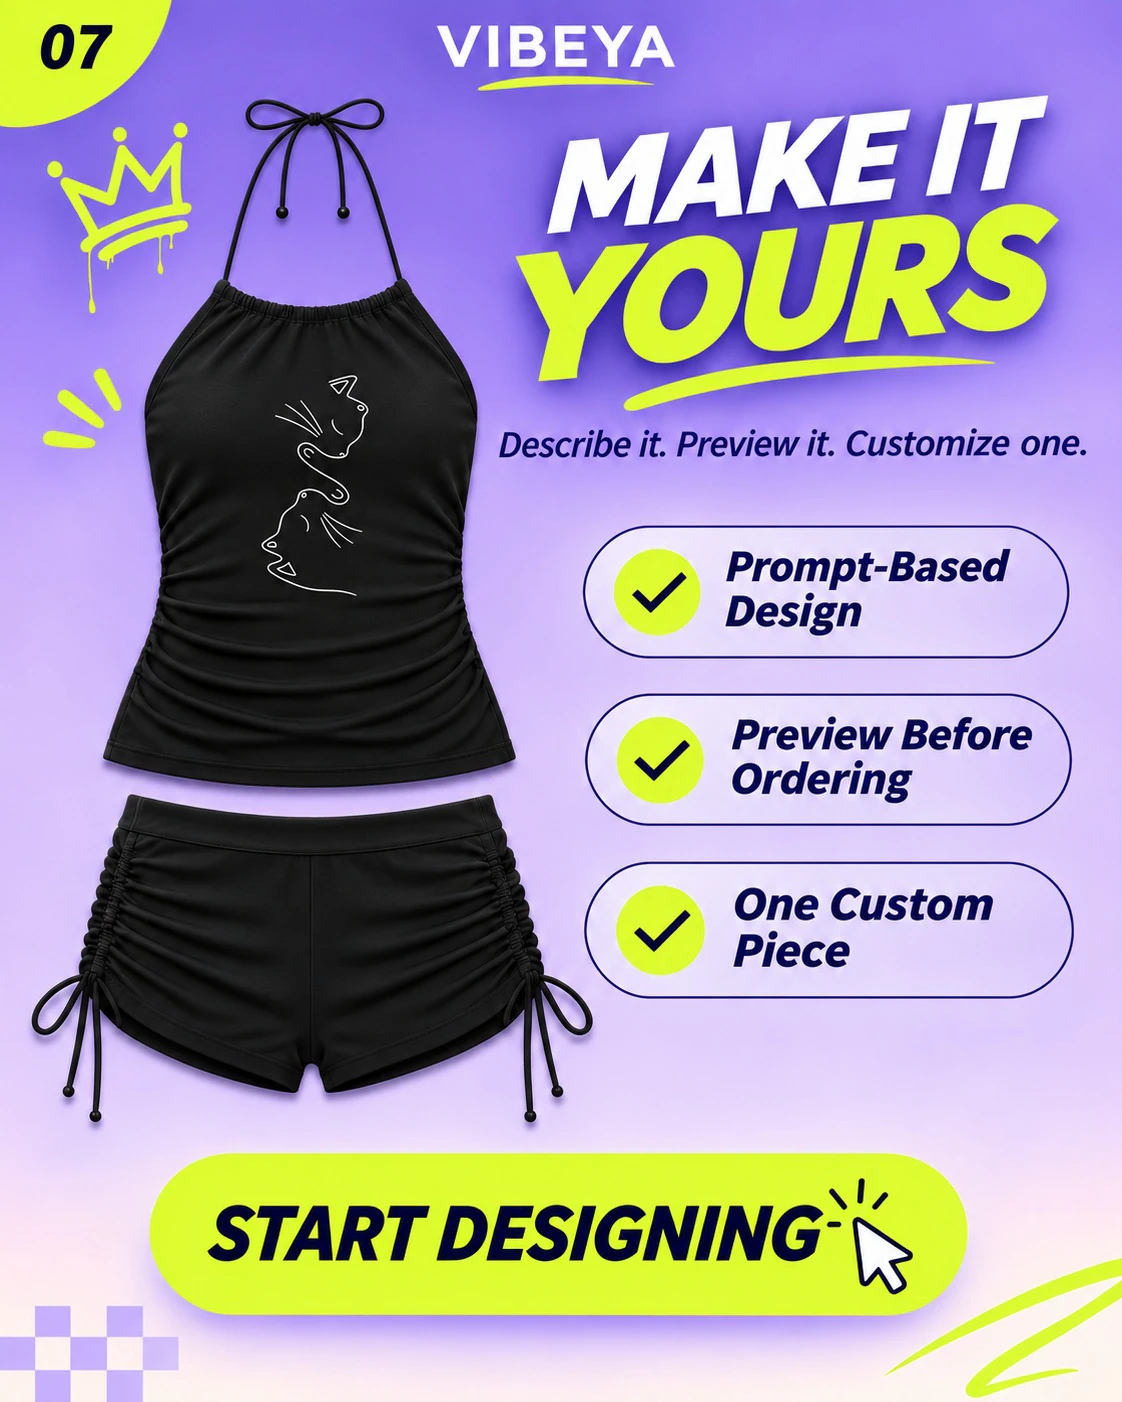 07
VIBEYA
MAKE IT
YOURS
Describe it. Preview it. Customize one.
Prompt-Based
Design
Preview Before
Ordering
One Custom
Piece
START DESIGNING